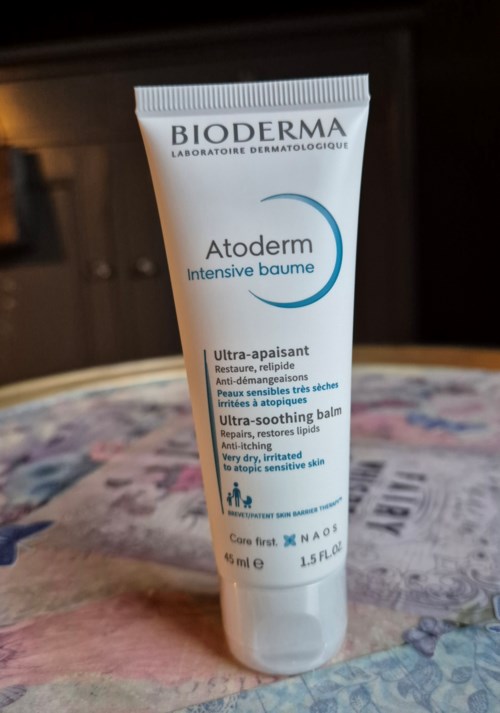 BIODERMA
LABORATOIRE DERMATOLOGIQUE
Atoderm
Intensive baume
Ultra-apaisant
Restaure, relipide
Anti-démangeaisons
Peaux sensibles très sèches
irritées à atopiques
Ultra-soothing balm
Repairs, restores lipids
Anti-itching
Very dry, irritated
to atopic sensitive skin
BREVET/PATENT SKIN BARRIER THERAPY
Care first. NAOS
45 ml e 1.5 FL.OZ.